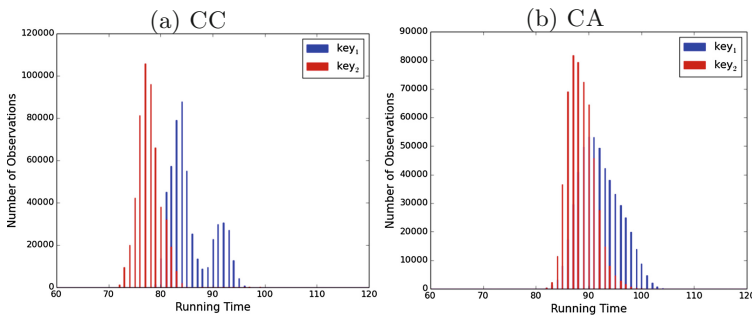 (a) CC
120000
100000
80000
60000
40000
20000
0
60 70 80 90 100 110 120
Number of Observations
Running Time
key₁
key₂
(b) CA
90000
80000
70000
60000
50000
40000
30000
20000
10000
0
60 70 80 90 100 110 120
Number of Observations
Running Time
key₁
key₂